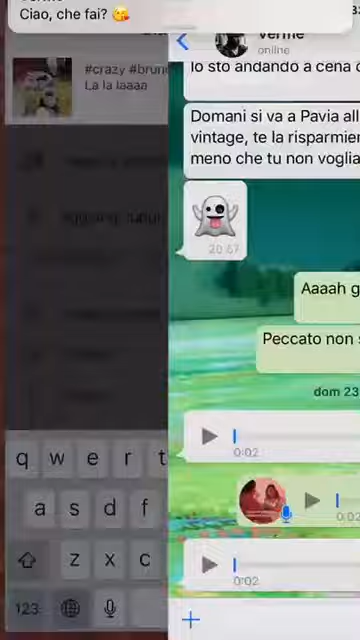 Ciao, che fai? 😘
#crazy #brun
La la laaaa
online
Io sto andando a cena
Domani si va a Pavia all
vintage, te la risparmier
meno che tu non voglia
👻
20:57
Aaaah g
Peccato non s
dom 23
0:02
0:02
0:02
q w e r t
a s d f
z x c
123
+